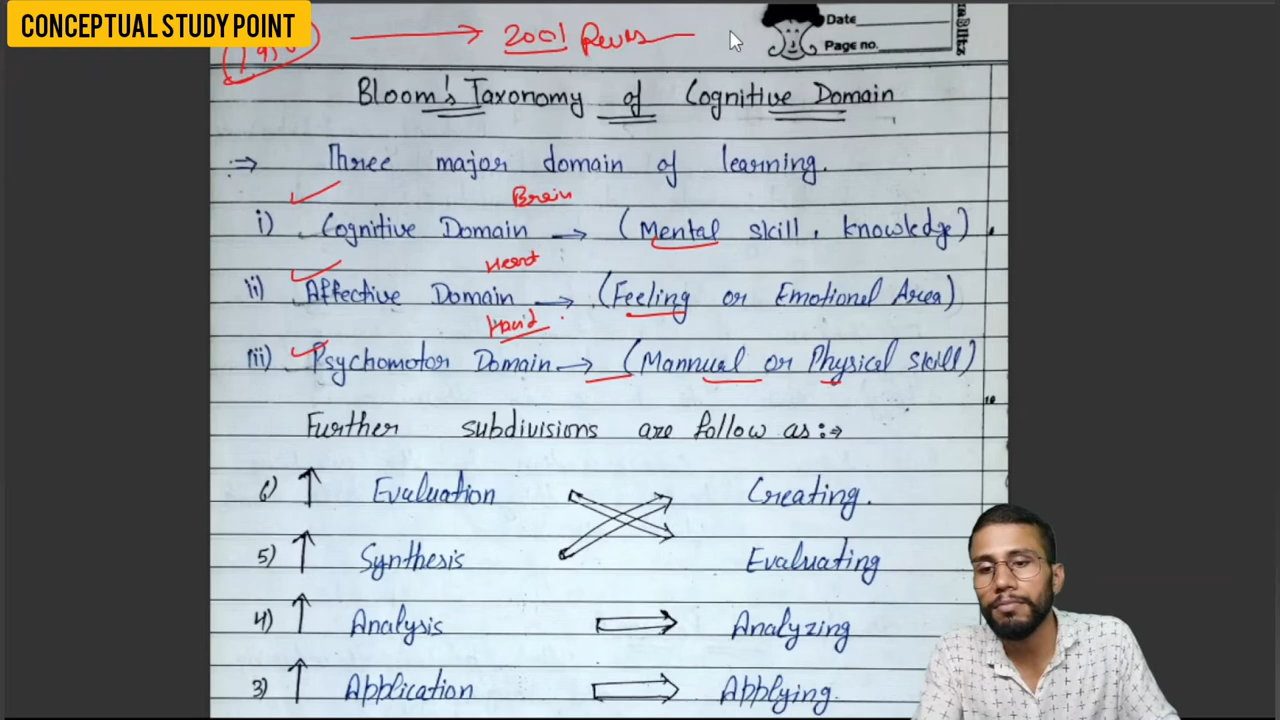 CONCEPTUAL STUDY POINT
Date
Page no.
1956 2001
Bloom's Taxonomy of Cognitive Domain
Three major domain of learning.
Brain
i) Cognitive Domain → (Mental skill, knowledge)
Heart
ii) Affective Domain → (Feeling or Emotional Area)
Hand
iii) Psychomotor Domain → (Mannual or Physical skill)
Further subdivisions are follow as:→
6) ↑ Evaluation Creating.
5) ↑ Synthesis Evaluating
4) ↑ Analysis ⇒ Analyzing
3) ↑ Application ⇒ Applying.